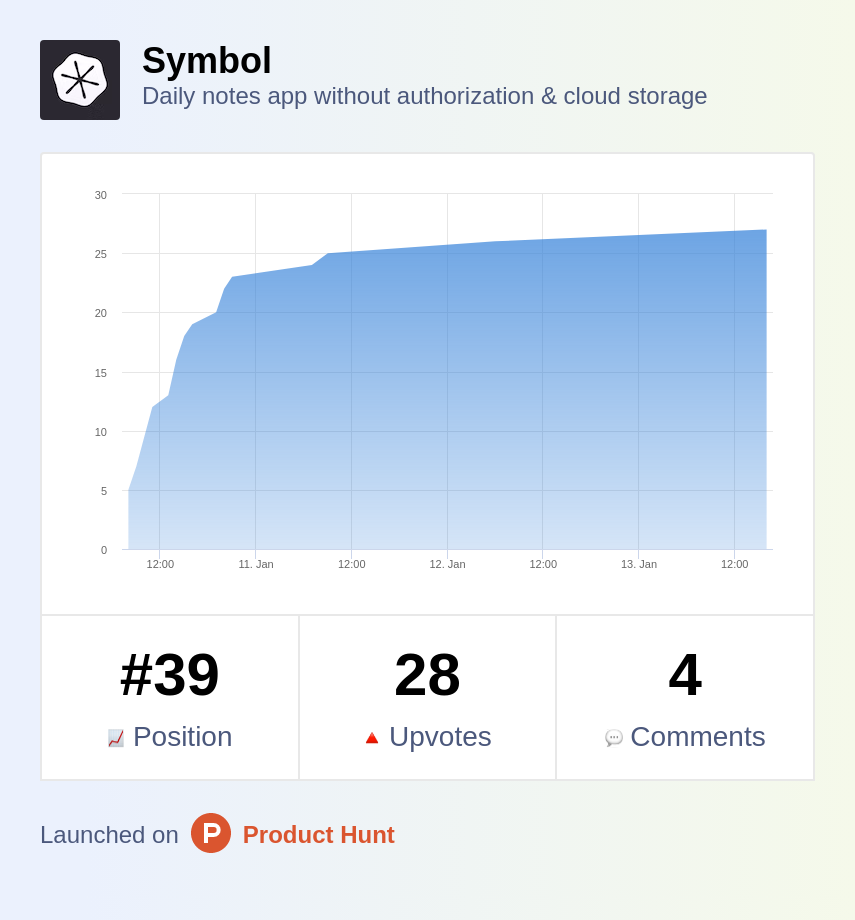 Symbol
Daily notes app without authorization & cloud storage
30
25
20
15
10
5
0
12:00 11. Jan 12:00 12. Jan 12:00 13. Jan 12:00
#39 28 4
Position Upvotes Comments
Launched on P Product Hunt